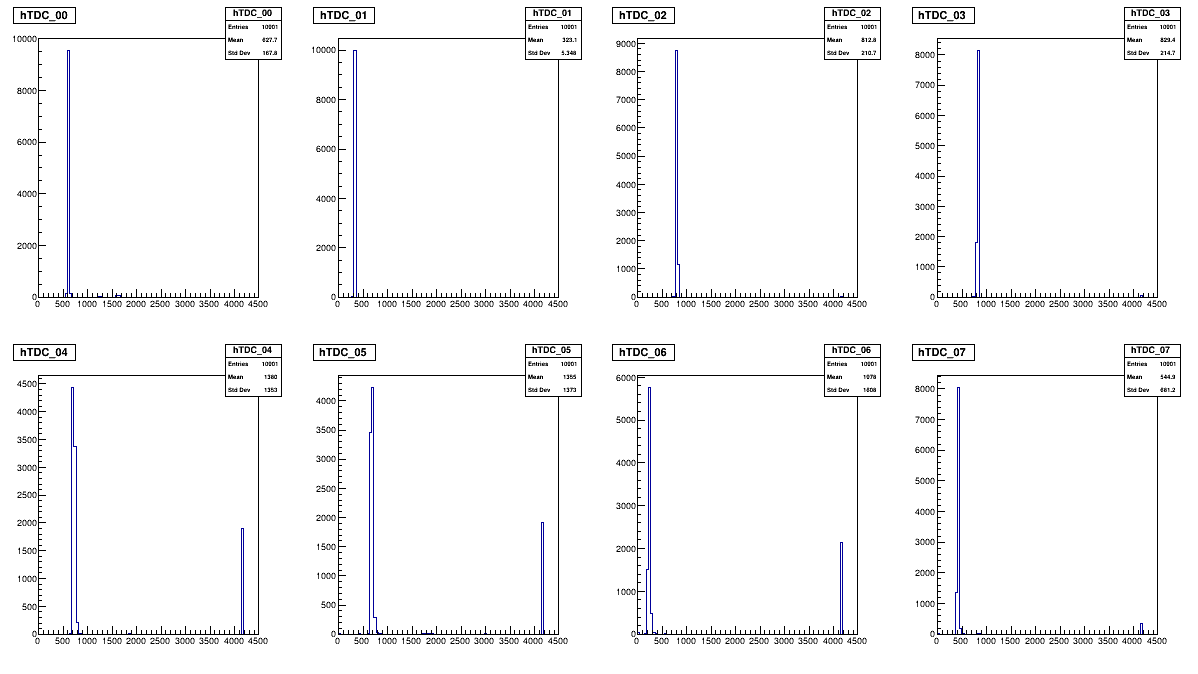 hTDC_00
hTDC_00
Entries 10001
Mean 627.7
Std Dev 167.8
10000
8000
6000
4000
2000
0
0 500 1000 1500 2000 2500 3000 3500 4000 4500
hTDC_01
hTDC_01
Entries 10001
Mean 323.1
Std Dev 5.348
10000
8000
6000
4000
2000
0
0 500 1000 1500 2000 2500 3000 3500 4000 4500
hTDC_02
hTDC_02
Entries 10001
Mean 812.8
Std Dev 210.7
9000
8000
7000
6000
5000
4000
3000
2000
1000
0
0 500 1000 1500 2000 2500 3000 3500 4000 4500
hTDC_03
hTDC_03
Entries 10001
Mean 829.4
Std Dev 214.7
8000
7000
6000
5000
4000
3000
2000
1000
0
0 500 1000 1500 2000 2500 3000 3500 4000 4500
hTDC_04
hTDC_04
Entries 10001
Mean 1360
Std Dev 1353
4500
4000
3500
3000
2500
2000
1500
1000
500
0
0 500 1000 1500 2000 2500 3000 3500 4000 4500
hTDC_05
hTDC_05
Entries 10001
Mean 1355
Std Dev 1373
4000
3500
3000
2500
2000
1500
1000
500
0
0 500 1000 1500 2000 2500 3000 3500 4000 4500
hTDC_06
hTDC_06
Entries 10001
Mean 1078
Std Dev 1608
6000
5000
4000
3000
2000
1000
0
0 500 1000 1500 2000 2500 3000 3500 4000 4500
hTDC_07
hTDC_07
Entries 10001
Mean 544.9
Std Dev 681.2
8000
7000
6000
5000
4000
3000
2000
1000
0
0 500 1000 1500 2000 2500 3000 3500 4000 4500